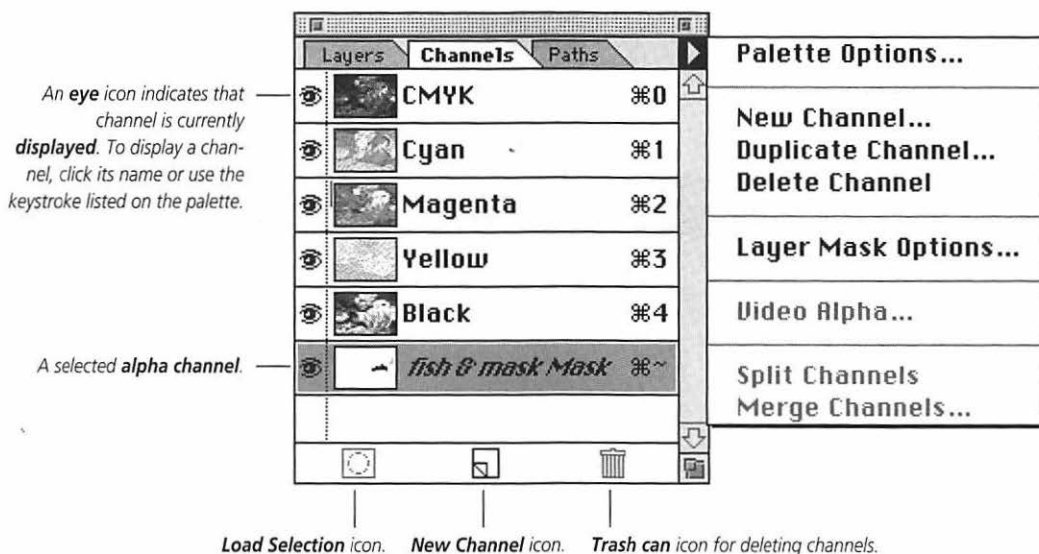 Layers Channels Paths
An eye icon indicates that
channel is currently
displayed. To display a chan-
nel, click its name or use the
keystroke listed on the palette.
CMYK ⌘0
Cyan ⌘1
Magenta ⌘2
Yellow ⌘3
Black ⌘4
A selected alpha channel.
fish & mask Mask ⌘~
Palette Options...
New Channel...
Duplicate Channel...
Delete Channel
Layer Mask Options...
Video Alpha...
Split Channels
Merge Channels...
Load Selection icon. New Channel icon. Trash can icon for deleting channels.